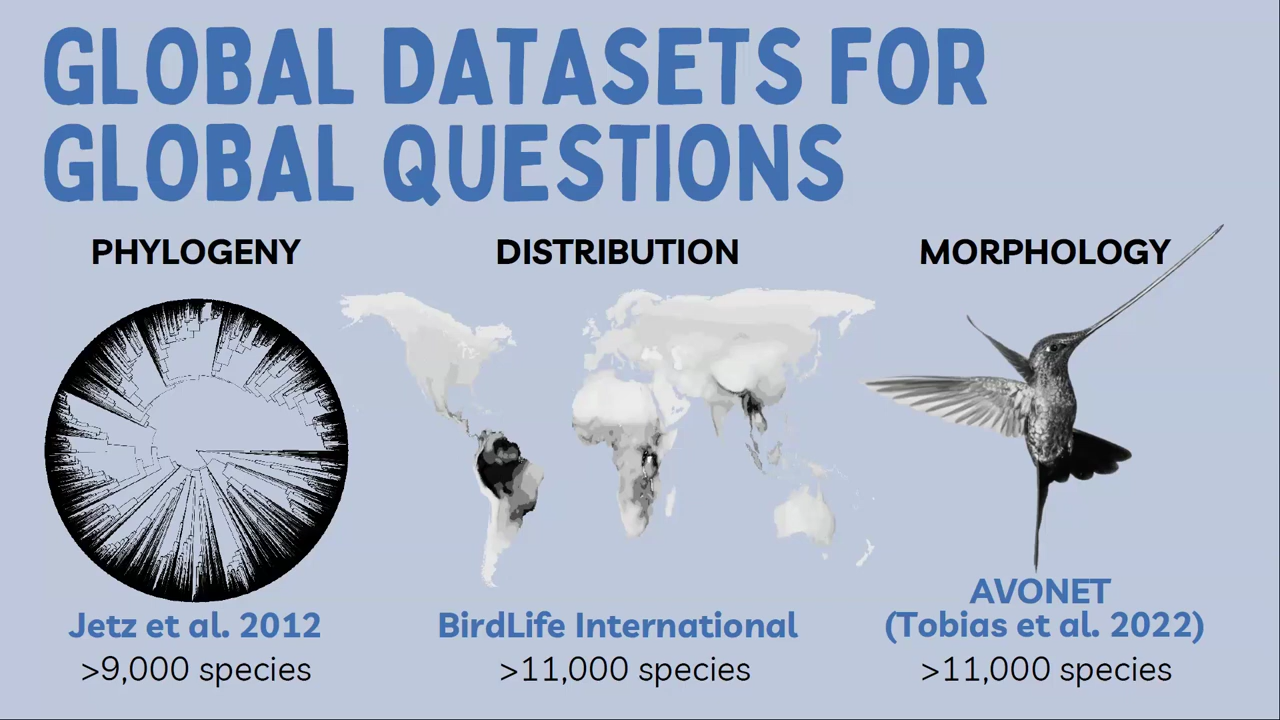 GLOBAL DATASETS FOR
GLOBAL QUESTIONS
PHYLOGENY
Jetz et al. 2012
>9,000 species
DISTRIBUTION
BirdLife International
>11,000 species
MORPHOLOGY
AVONET
(Tobias et al. 2022)
>11,000 species